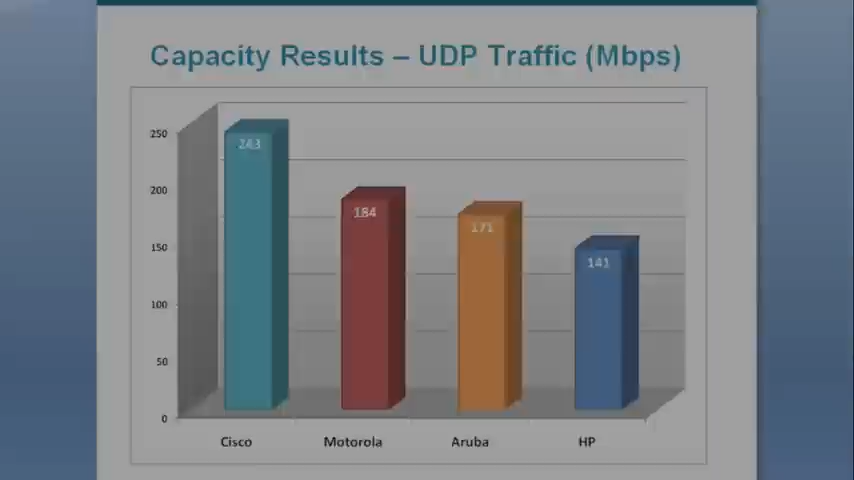 Capacity Results – UDP Traffic (Mbps)
250
200
150
100
50
0
243
184
171
141
Cisco
Motorola
Aruba
HP